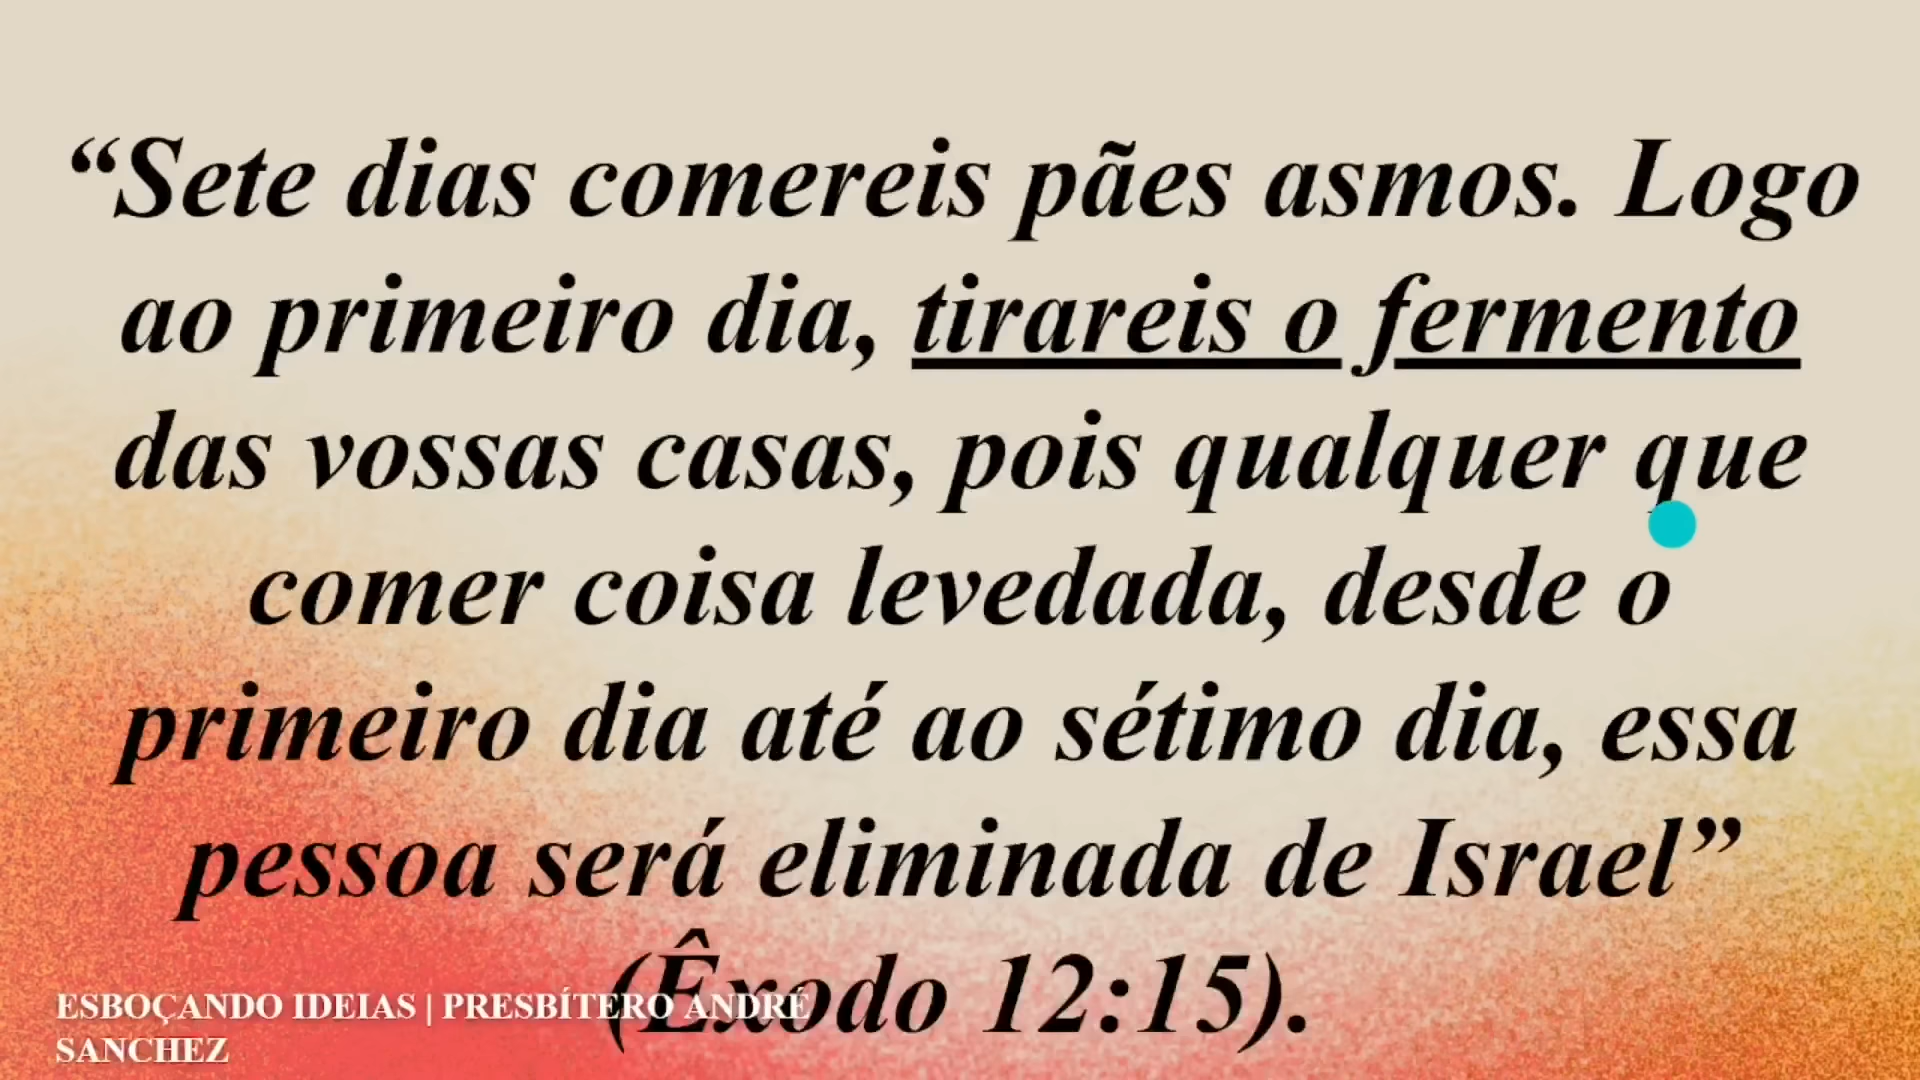 “Sete dias comereis pães asmos. Logo
ao primeiro dia, tirareis o fermento
das vossas casas, pois qualquer que
comer coisa levedada, desde o
primeiro dia até ao sétimo dia, essa
pessoa será eliminada de Israel”
(Êxodo 12:15).
ESBOÇANDO IDEIAS | PRESBÍTERO ANDRÉ
SANCHEZ